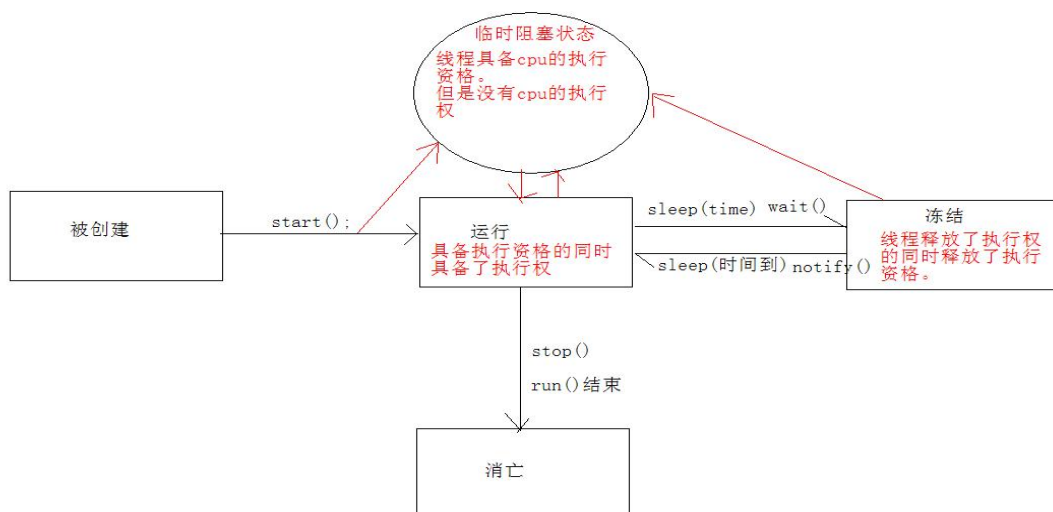 临时阻塞状态
线程具备cpu的执行
资格。
但是没有cpu的执行
权
被创建
start();
运行
具备执行资格的同时
具备了执行权
sleep(time) wait()
sleep(时间到) notify()
冻结
线程释放了执行权
的同时释放了执行
资格。
stop()
run()结束
消亡